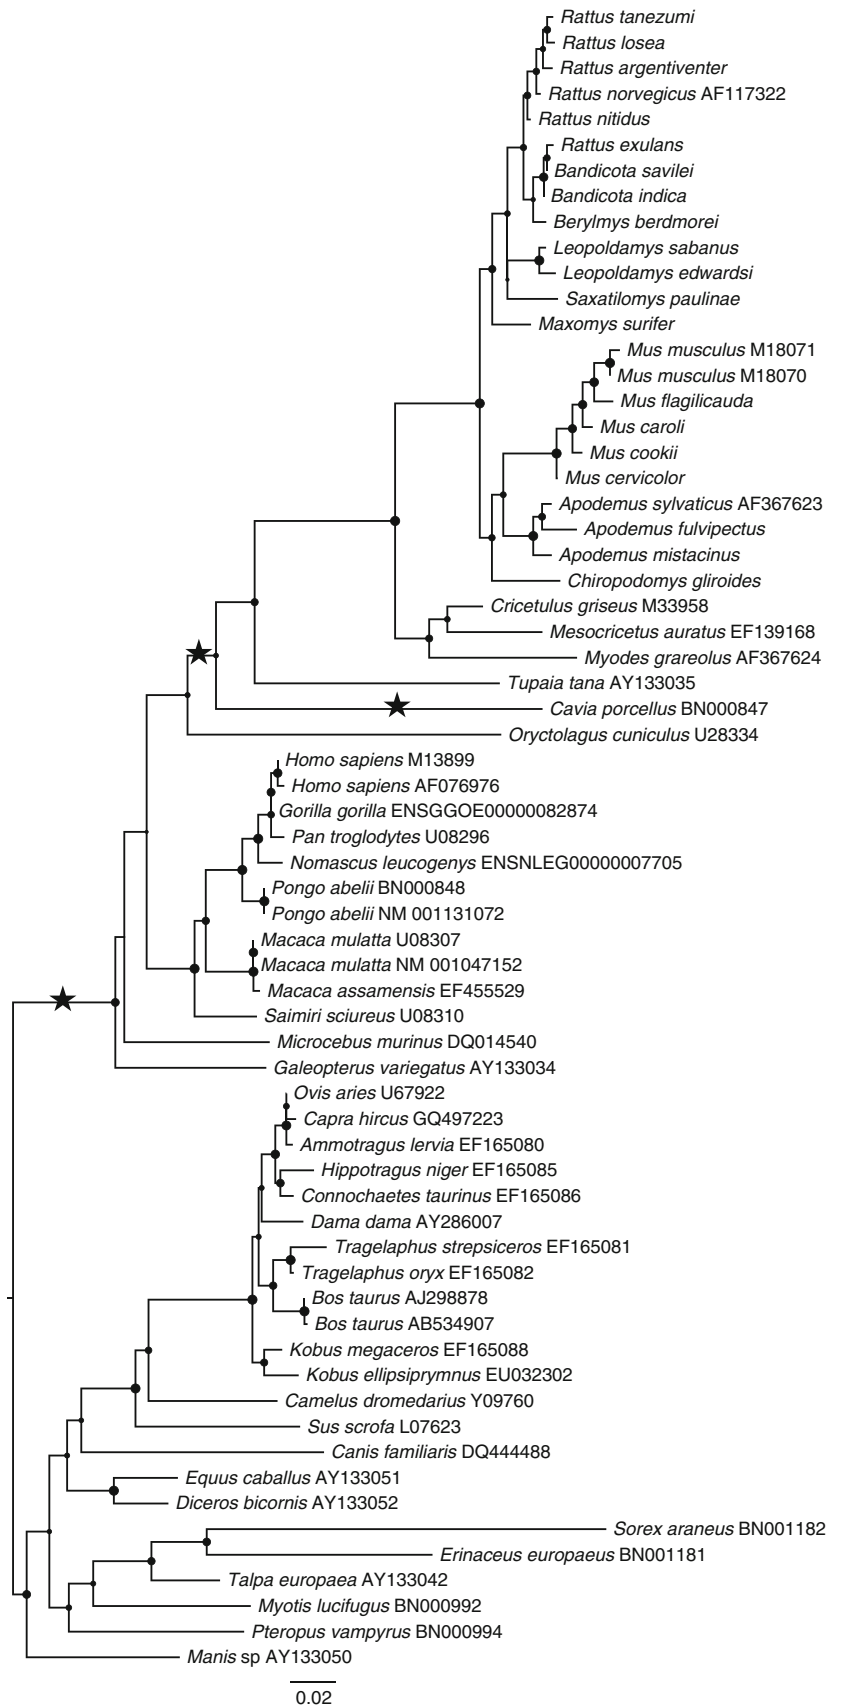 Rattus tanezumi
Rattus losea
Rattus argentiventer
Rattus norvegicus AF117322
Rattus nitidus
Rattus exulans
Bandicota savilei
Bandicota indica
Berylmys berdmorei
Leopoldamys sabanus
Leopoldamys edwardsi
Saxatilomys paulinae
Maxomys surifer
Mus musculus M18071
Mus musculus M18070
Mus flagilicauda
Mus caroli
Mus cookii
Mus cervicolor
Apodemus sylvaticus AF367623
Apodemus fulvipectus
Apodemus mistacinus
Chiropodomys gliroides
Cricetulus griseus M33958
Mesocricetus auratus EF139168
Myodes grareolus AF367624
Tupaia tana AY133035
Cavia porcellus BN000847
Oryctolagus cuniculus U28334
Homo sapiens M13899
Homo sapiens AF076976
Gorilla gorilla ENSGGOE00000082874
Pan troglodytes U08296
Nomascus leucogenys ENSNLEG00000007705
Pongo abelii BN000848
Pongo abelii NM 001131072
Macaca mulatta U08307
Macaca mulatta NM 001047152
Macaca assamensis EF455529
Saimiri sciureus U08310
Microcebus murinus DQ014540
Galeopterus variegatus AY133034
Ovis aries U67922
Capra hircus GQ497223
Ammotragus lervia EF165080
Hippotragus niger EF165085
Connochaetes taurinus EF165086
Dama dama AY286007
Tragelaphus strepsiceros EF165081
Tragelaphus oryx EF165082
Bos taurus AJ298878
Bos taurus AB534907
Kobus megaceros EF165088
Kobus ellipsiprymnus EU032302
Camelus dromedarius Y09760
Sus scrofa L07623
Canis familiaris DQ444488
Equus caballus AY133051
Diceros bicornis AY133052
Sorex araneus BN001182
Erinaceus europaeus BN001181
Talpa europaea AY133042
Myotis lucifugus BN000992
Pteropus vampyrus BN000994
Manis sp AY133050
0.02